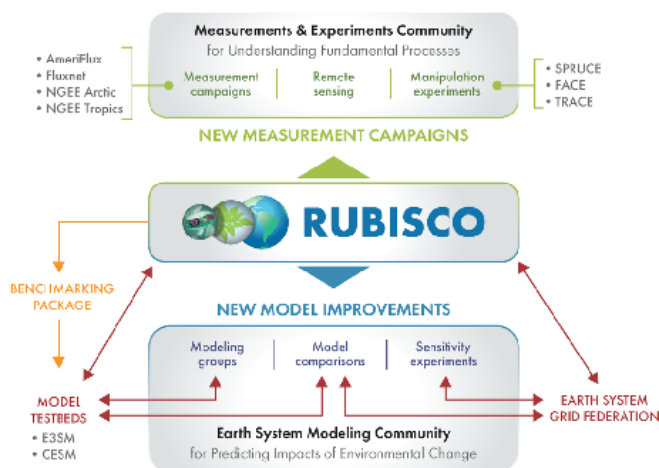 Measurements & Experiments Community
for Understanding Fundamental Processes
• AmeriFlux
• Fluxnet
• NGEE Arctic
• NGEE Tropics
Measurement
campaigns
Remote
sensing
Manipulation
experiments
• SPRUCE
• FACE
• TRACE
NEW MEASUREMENT CAMPAIGNS
RUBISCO
BENCHMARKING
PACKAGE
NEW MODEL IMPROVEMENTS
Modeling
groups
Model
comparisons
Sensitivity
experiments
MODEL
TESTBEDS
• E3SM
• CESM
EARTH SYSTEM
GRID FEDERATION
Earth System Modeling Community
for Predicting Impacts of Environmental Change